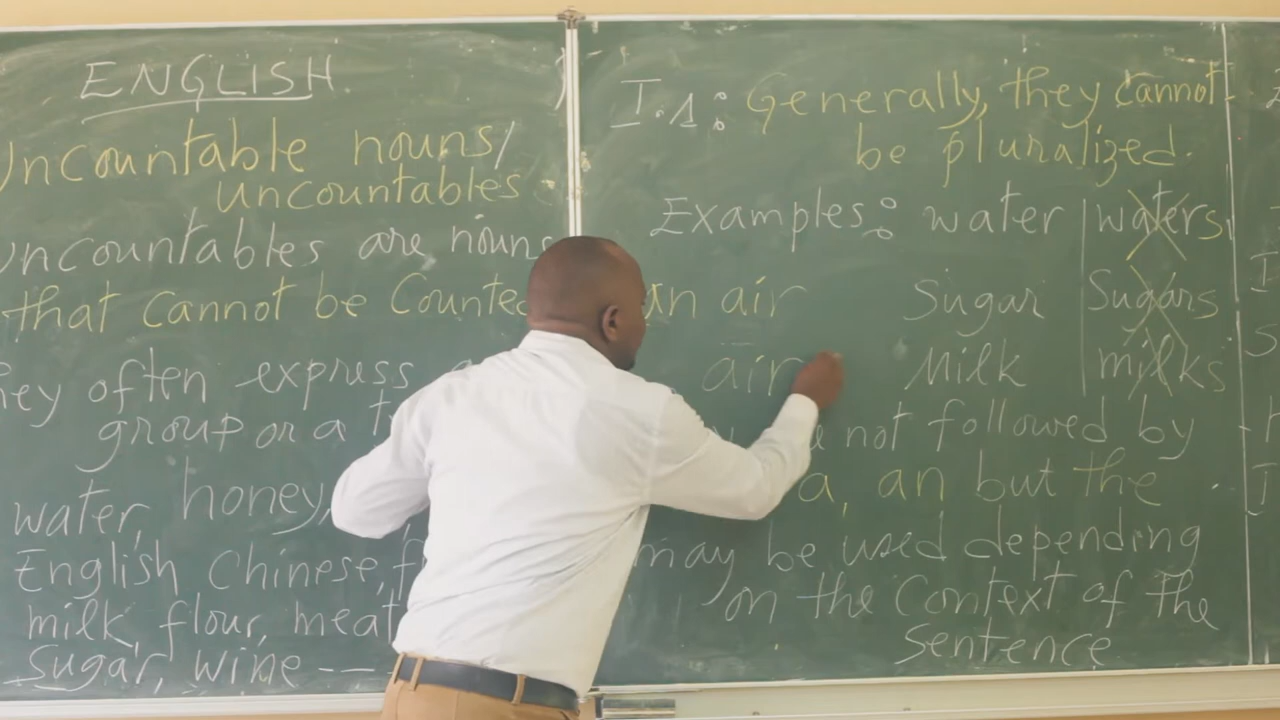 ENGLISH
Uncountable nouns/
uncountables
uncountables are nouns
that cannot be Counted
they often express
group or a
water, honey,
English Chinese,
milk, flour, meat
Sugar, wine ---
I.1: Generally, they cannot
be pluralized.
Examples: water | waters,
an air Sugar | Sugars
air Milk | milks
not followed by
a, an but the
may be used depending
on the Context of the
Sentence